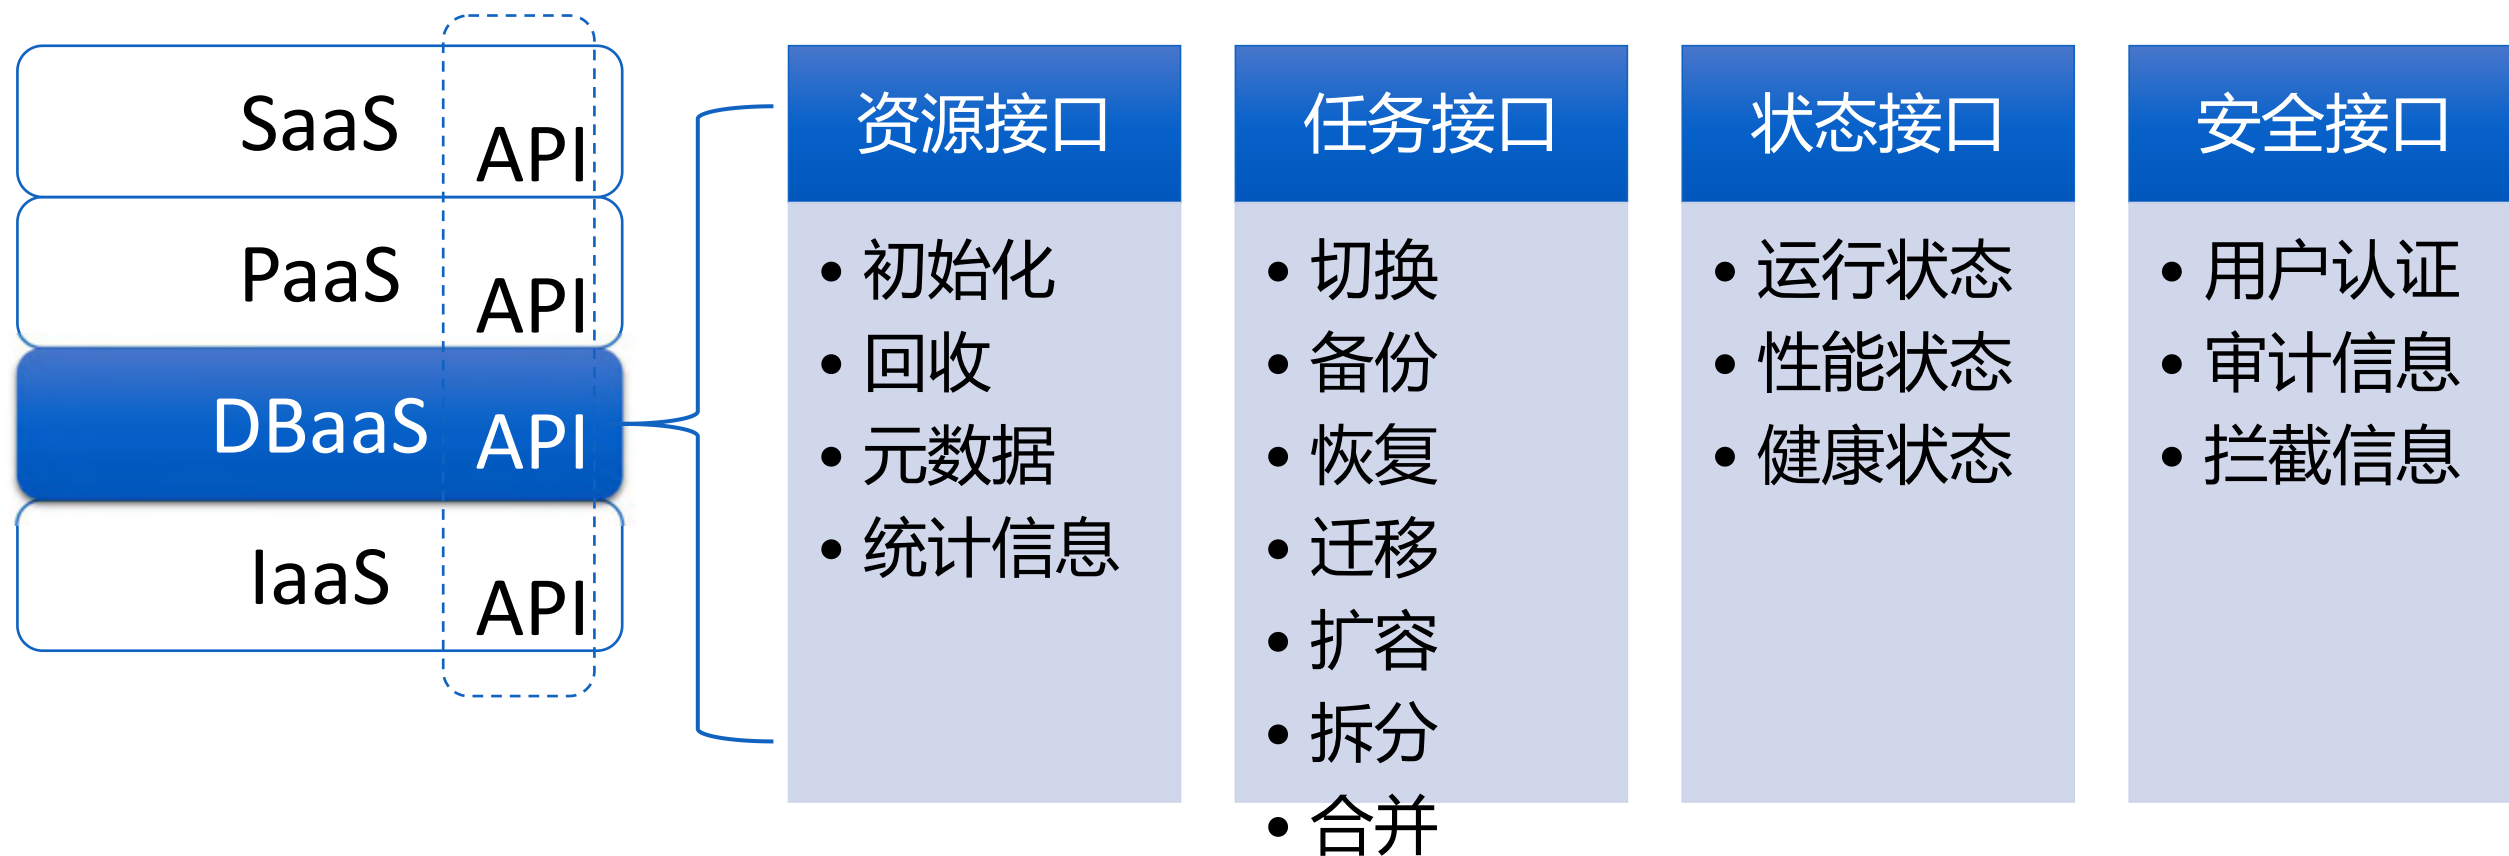 SaaS API
PaaS API
DBaaS API
IaaS API
资源接口
• 初始化
• 回收
• 元数据
• 统计信息
任务接口
• 切换
• 备份
• 恢复
• 迁移
• 扩容
• 拆分
• 合并
状态接口
• 运行状态
• 性能状态
• 健康状态
安全接口
• 用户认证
• 审计信息
• 拦截信息